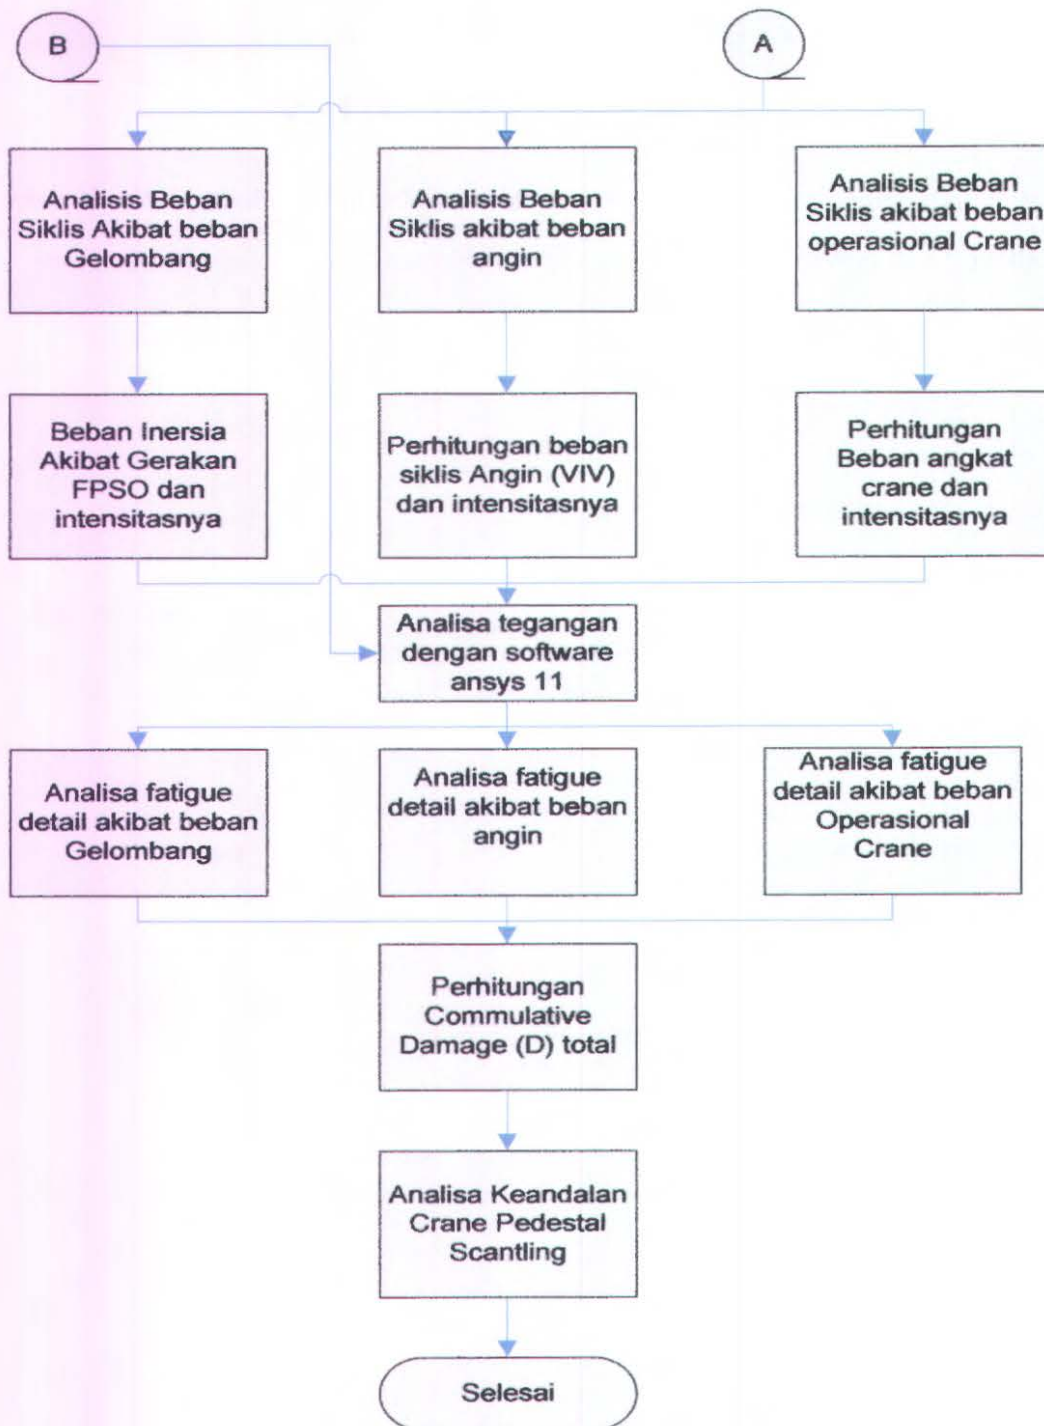 B
A
Analisis Beban
Siklis Akibat beban
Gelombang
Analisis Beban
Siklis akibat beban
angin
Analisis Beban
Siklis akibat beban
operasional Crane
Beban Inersia
Akibat Gerakan
FPSO dan
intensitasnya
Perhitungan beban
siklis Angin (VIV)
dan intensitasnya
Perhitungan
Beban angkat
crane dan
intensitasnya
Analisa tegangan
dengan software
ansys 11
Analisa fatigue
detail akibat beban
Gelombang
Analisa fatigue
detail akibat beban
angin
Analisa fatigue
detail akibat beban
Operasional
Crane
Perhitungan
Commulative
Damage (D) total
Analisa Keandalan
Crane Pedestal
Scantling
Selesai